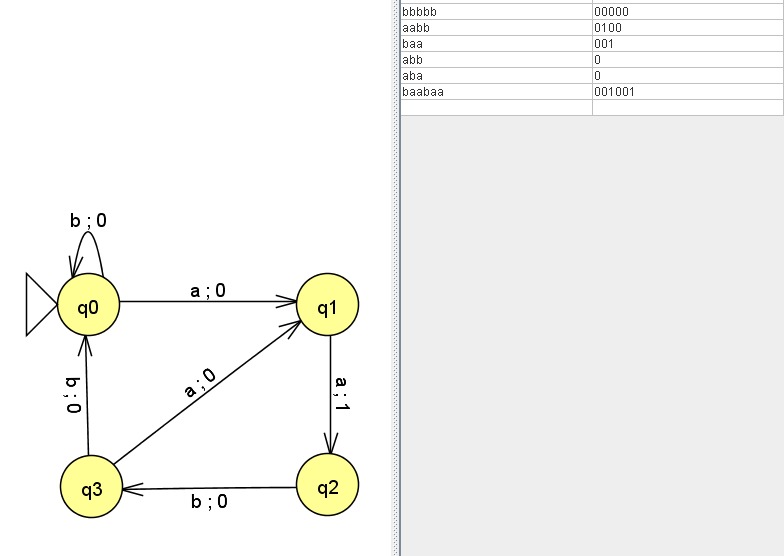 bbbbb 00000
aabb 0100
baa 001
abb 0
aba 0
baabaa 001001
b ; 0
q0
a ; 0
q1
b ; 0
a ; 0
a ; 1
q3
b ; 0
q2